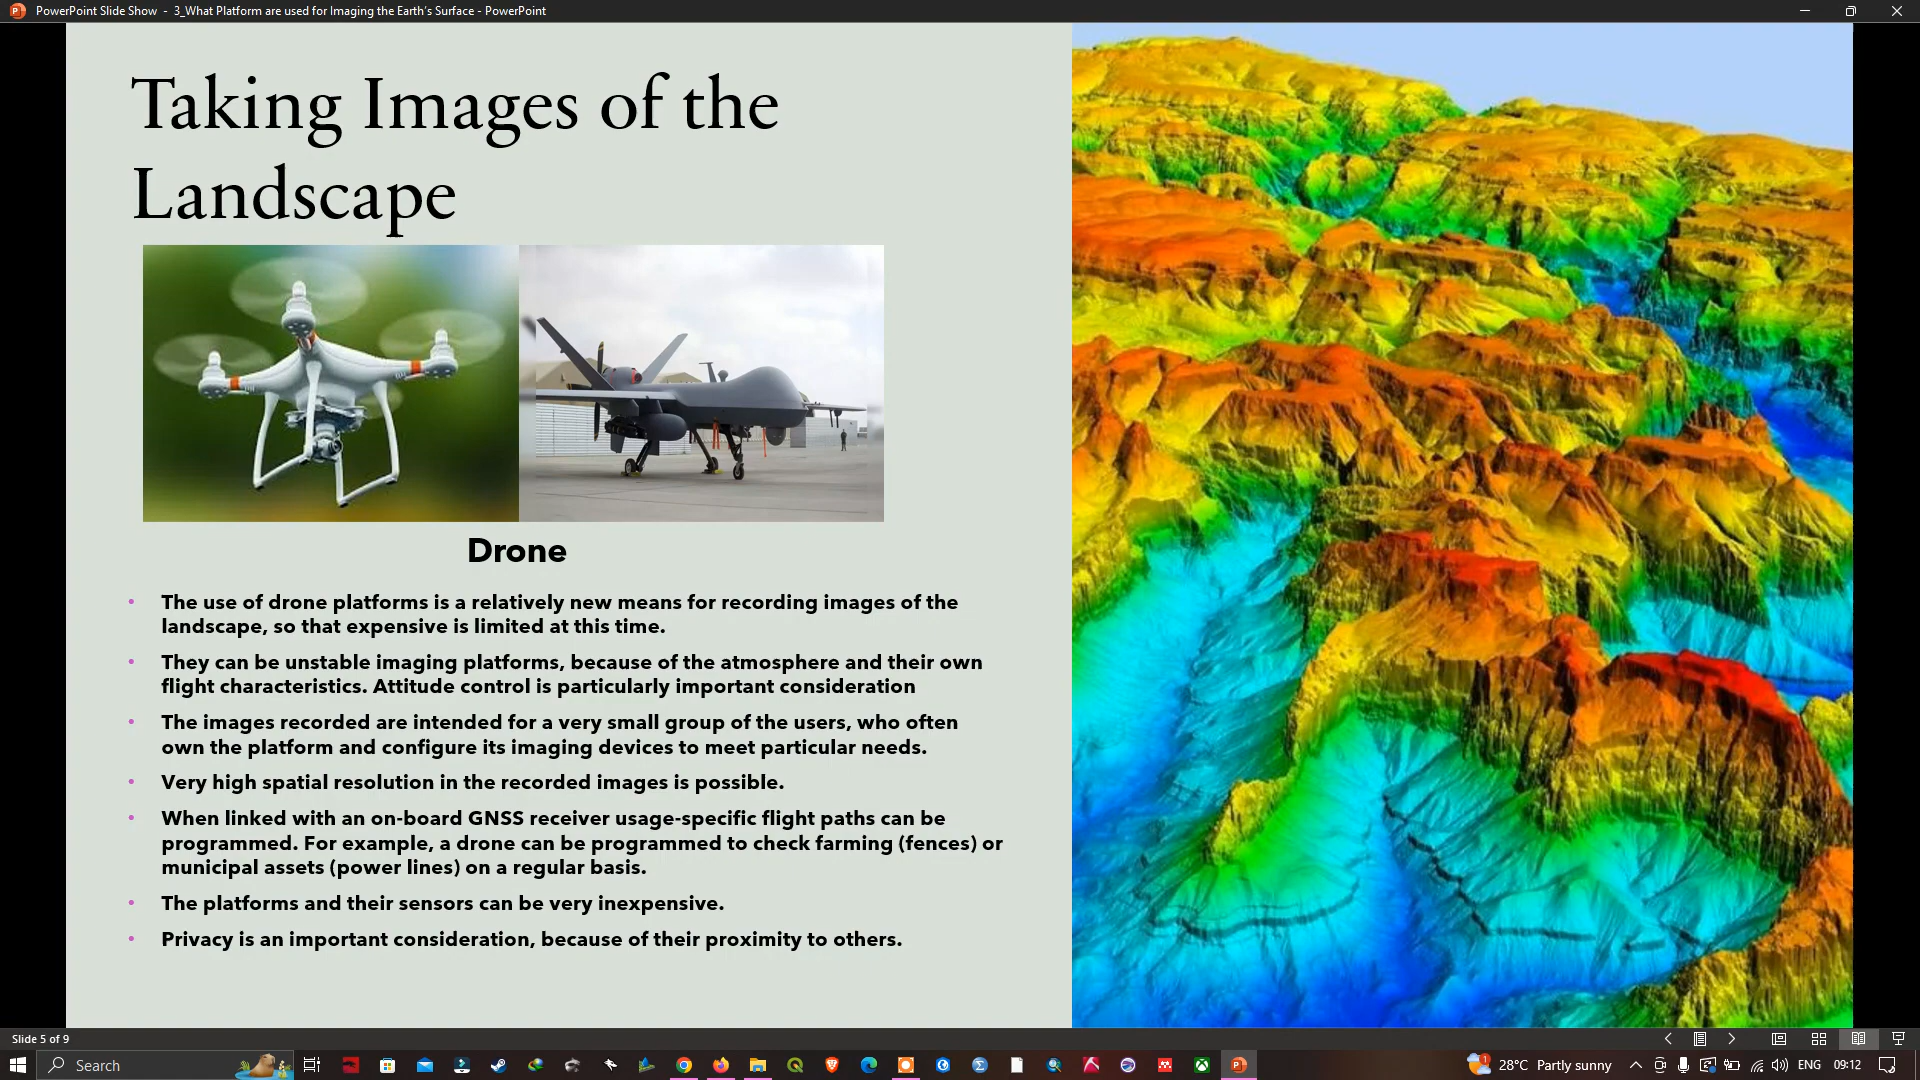 PowerPoint Slide Show - 3_What Platform are used for Imaging the Earth's Surface - PowerPoint
Taking Images of the
Landscape
Drone
• The use of drone platforms is a relatively new means for recording images of the
landscape, so that expensive is limited at this time.
• They can be unstable imaging platforms, because of the atmosphere and their own
flight characteristics. Attitude control is particularly important consideration
• The images recorded are intended for a very small group of the users, who often
own the platform and configure its imaging devices to meet particular needs.
• Very high spatial resolution in the recorded images is possible.
• When linked with an on-board GNSS receiver usage-specific flight paths can be
programmed. For example, a drone can be programmed to check farming (fences) or
municipal assets (power lines) on a regular basis.
• The platforms and their sensors can be very inexpensive.
• Privacy is an important consideration, because of their proximity to others.
Slide 5 of 9
Search
1
28°C Partly sunny
ENG
09:12